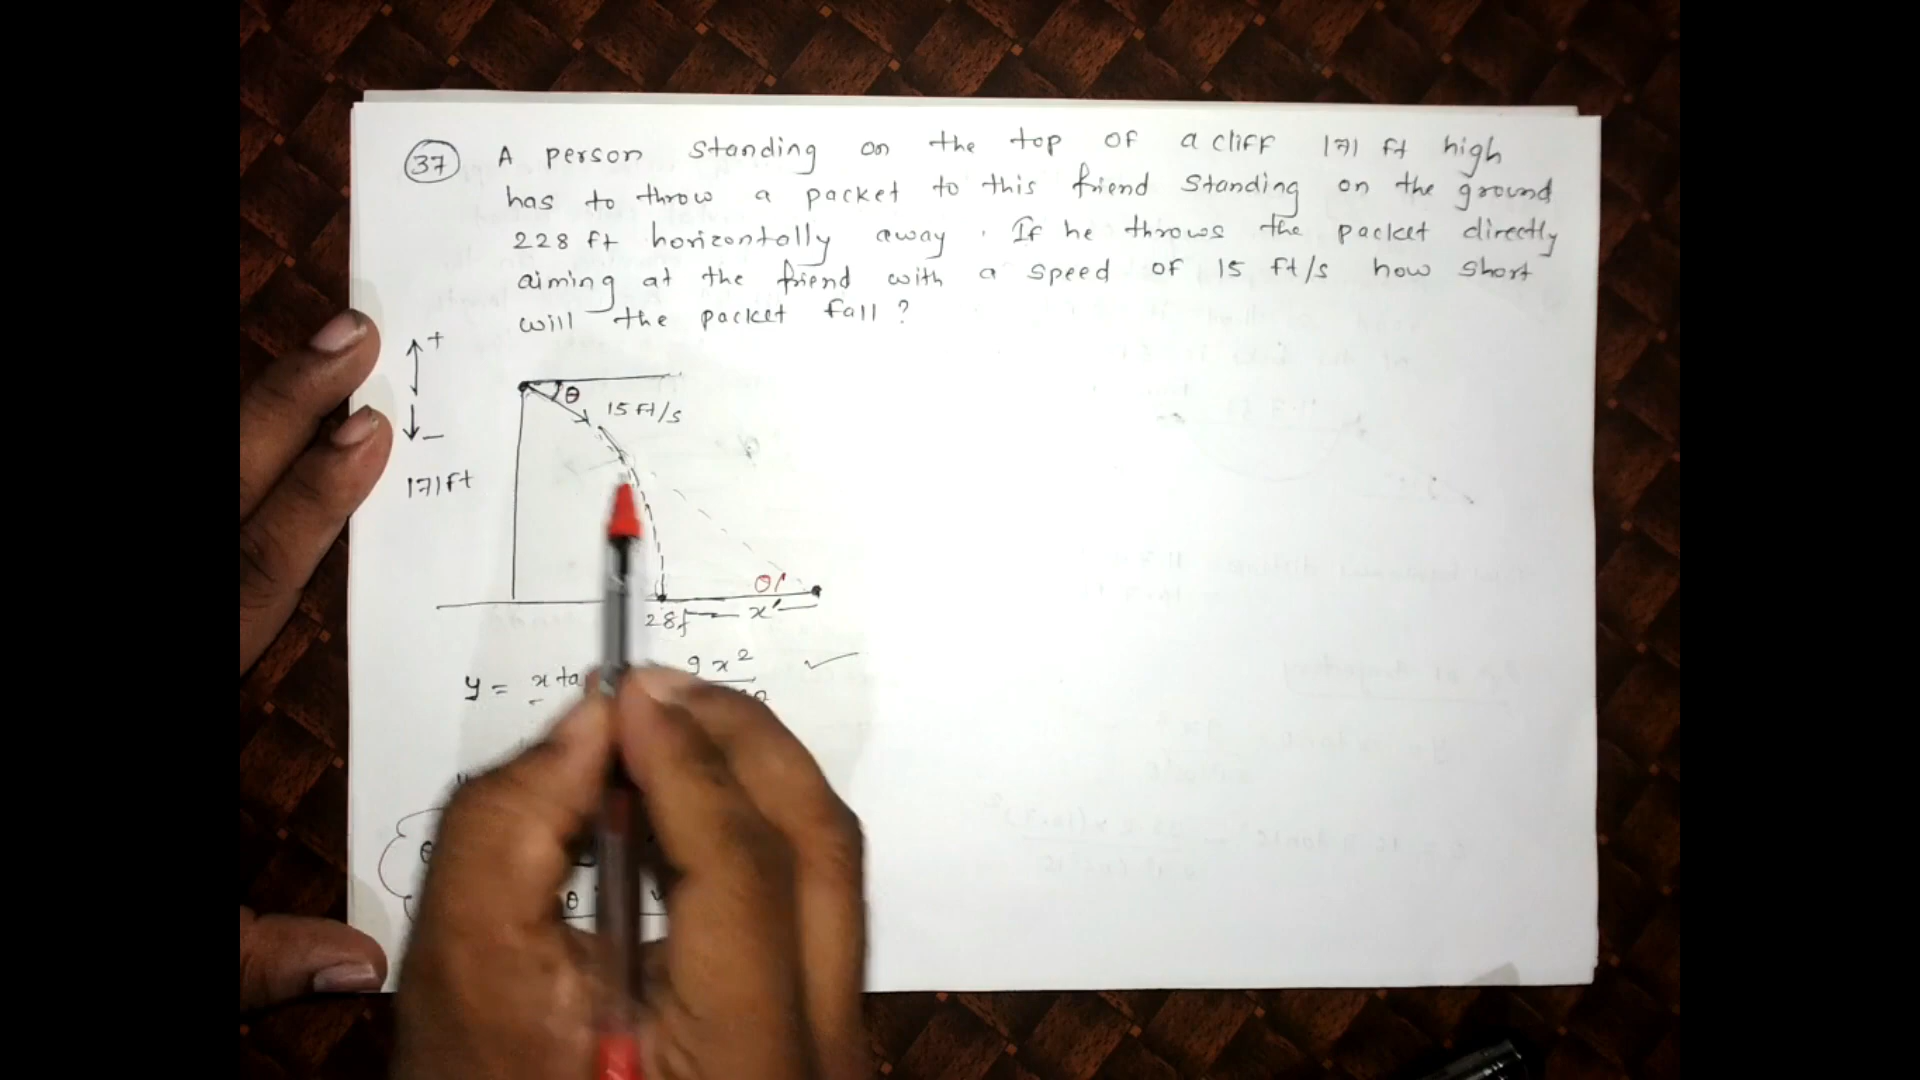 37 A person standing on the top of a cliff 171 ft high
has to throw a packet to this friend standing on the ground
228 ft horizontally away. If he throws the packet directly
aiming at the friend with a speed of 15 ft/s how short
will the packet fall?
+
θ
15 ft/s
−
171 ft
θ
28f x
y = x ta g x²
θ